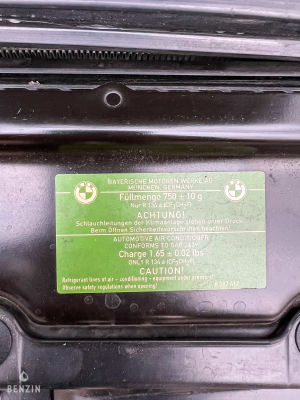 BAYERISCHE MOTOREN WERKE AG
MÜNCHEN, GERMANY
Füllmenge 750 ± 10 g
Nur R 134 a (CF3CH2F)
ACHTUNG!
Schlauchleitungen der Klimaanlage stehen unter Druck.
Beim Öffnen Sicherheitsvorschriften beachten!
AUTOMOTIVE AIR CONDITIONER
CONFORMS TO SAE J639
Charge 1.65 ± 0.02 lbs
ONLY R 134 a (CF3CH2F)
CAUTION!
Refrigerant lines of air - conditioning - equipment under pressure.
Observe safety regulations when opening!
BENZIN